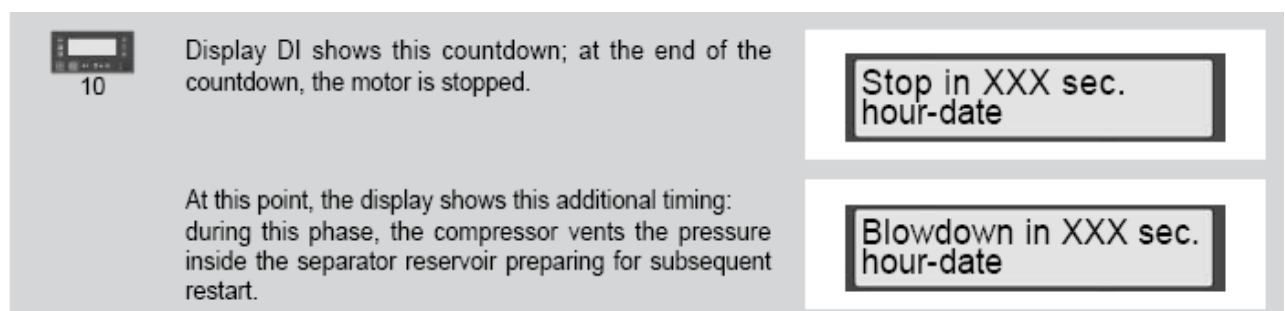 10
Display DI shows this countdown; at the end of the
countdown, the motor is stopped.
Stop in XXX sec.
hour-date
At this point, the display shows this additional timing:
during this phase, the compressor vents the pressure
inside the separator reservoir preparing for subsequent
restart.
Blowdown in XXX sec.
hour-date